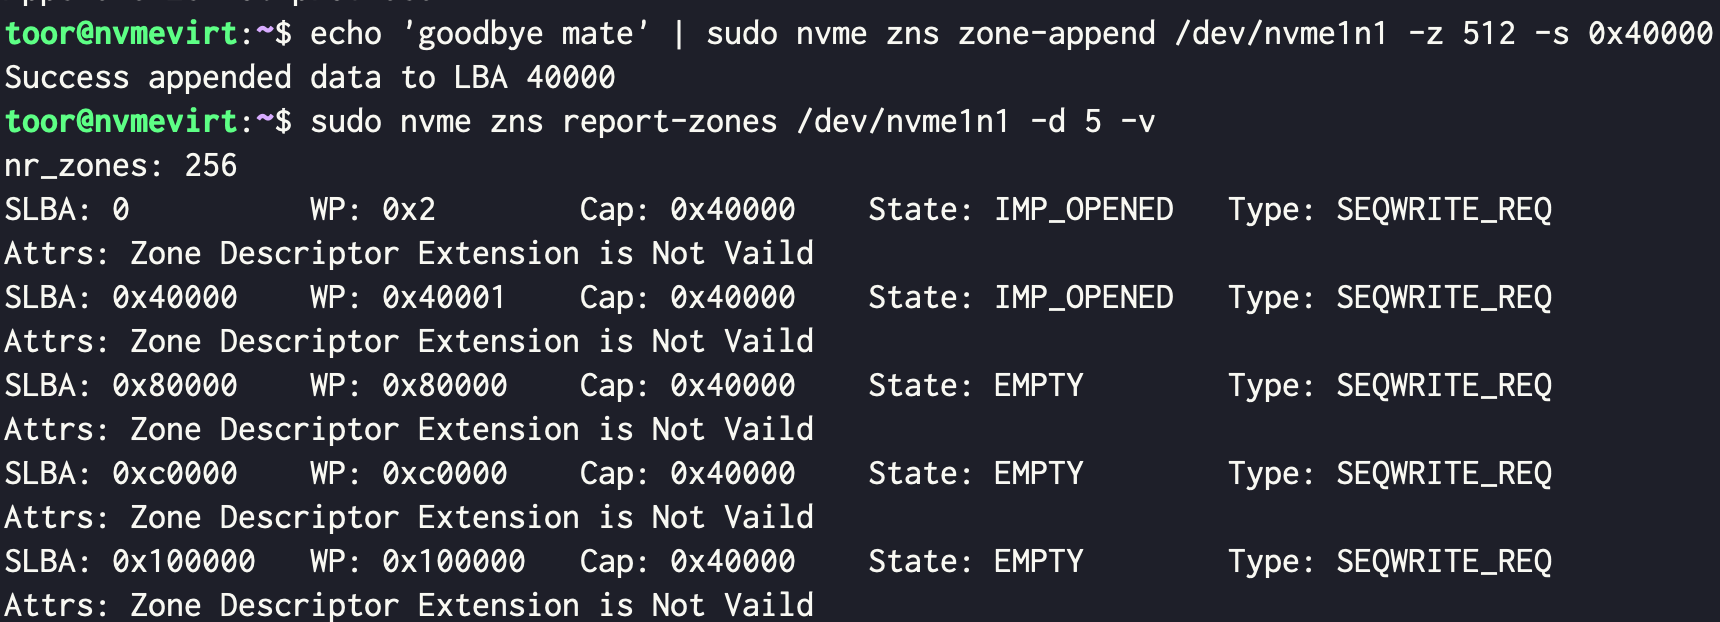 toor@nvmevirt:~$ echo 'goodbye mate' | sudo nvme zns zone-append /dev/nvme1n1 -z 512 -s 0x40000
Success appended data to LBA 40000
toor@nvmevirt:~$ sudo nvme zns report-zones /dev/nvme1n1 -d 5 -v
nr_zones: 256
SLBA: 0          WP: 0x2        Cap: 0x40000    State: IMP_OPENED   Type: SEQWRITE_REQ
Attrs: Zone Descriptor Extension is Not Vaild
SLBA: 0x40000    WP: 0x40001    Cap: 0x40000    State: IMP_OPENED   Type: SEQWRITE_REQ
Attrs: Zone Descriptor Extension is Not Vaild
SLBA: 0x80000    WP: 0x80000    Cap: 0x40000    State: EMPTY        Type: SEQWRITE_REQ
Attrs: Zone Descriptor Extension is Not Vaild
SLBA: 0xc0000    WP: 0xc0000    Cap: 0x40000    State: EMPTY        Type: SEQWRITE_REQ
Attrs: Zone Descriptor Extension is Not Vaild
SLBA: 0x100000   WP: 0x100000   Cap: 0x40000    State: EMPTY        Type: SEQWRITE_REQ
Attrs: Zone Descriptor Extension is Not Vaild